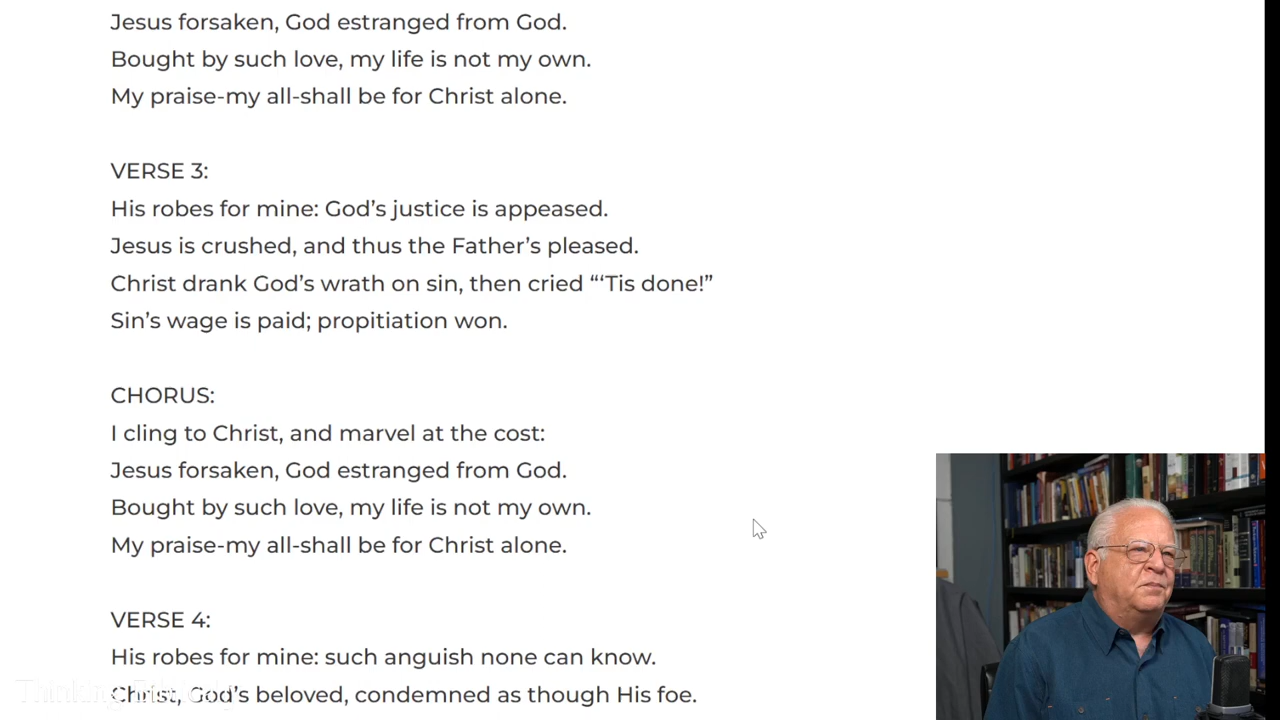 Jesus forsaken, God estranged from God.
Bought by such love, my life is not my own.
My praise-my all-shall be for Christ alone.
VERSE 3:
His robes for mine: God’s justice is appeased.
Jesus is crushed, and thus the Father’s pleased.
Christ drank God’s wrath on sin, then cried “‘Tis done!”
Sin’s wage is paid; propitiation won.
CHORUS:
I cling to Christ, and marvel at the cost:
Jesus forsaken, God estranged from God.
Bought by such love, my life is not my own.
My praise-my all-shall be for Christ alone.
VERSE 4:
His robes for mine: such anguish none can know.
Christ, God’s beloved, condemned as though His foe.
Thinking